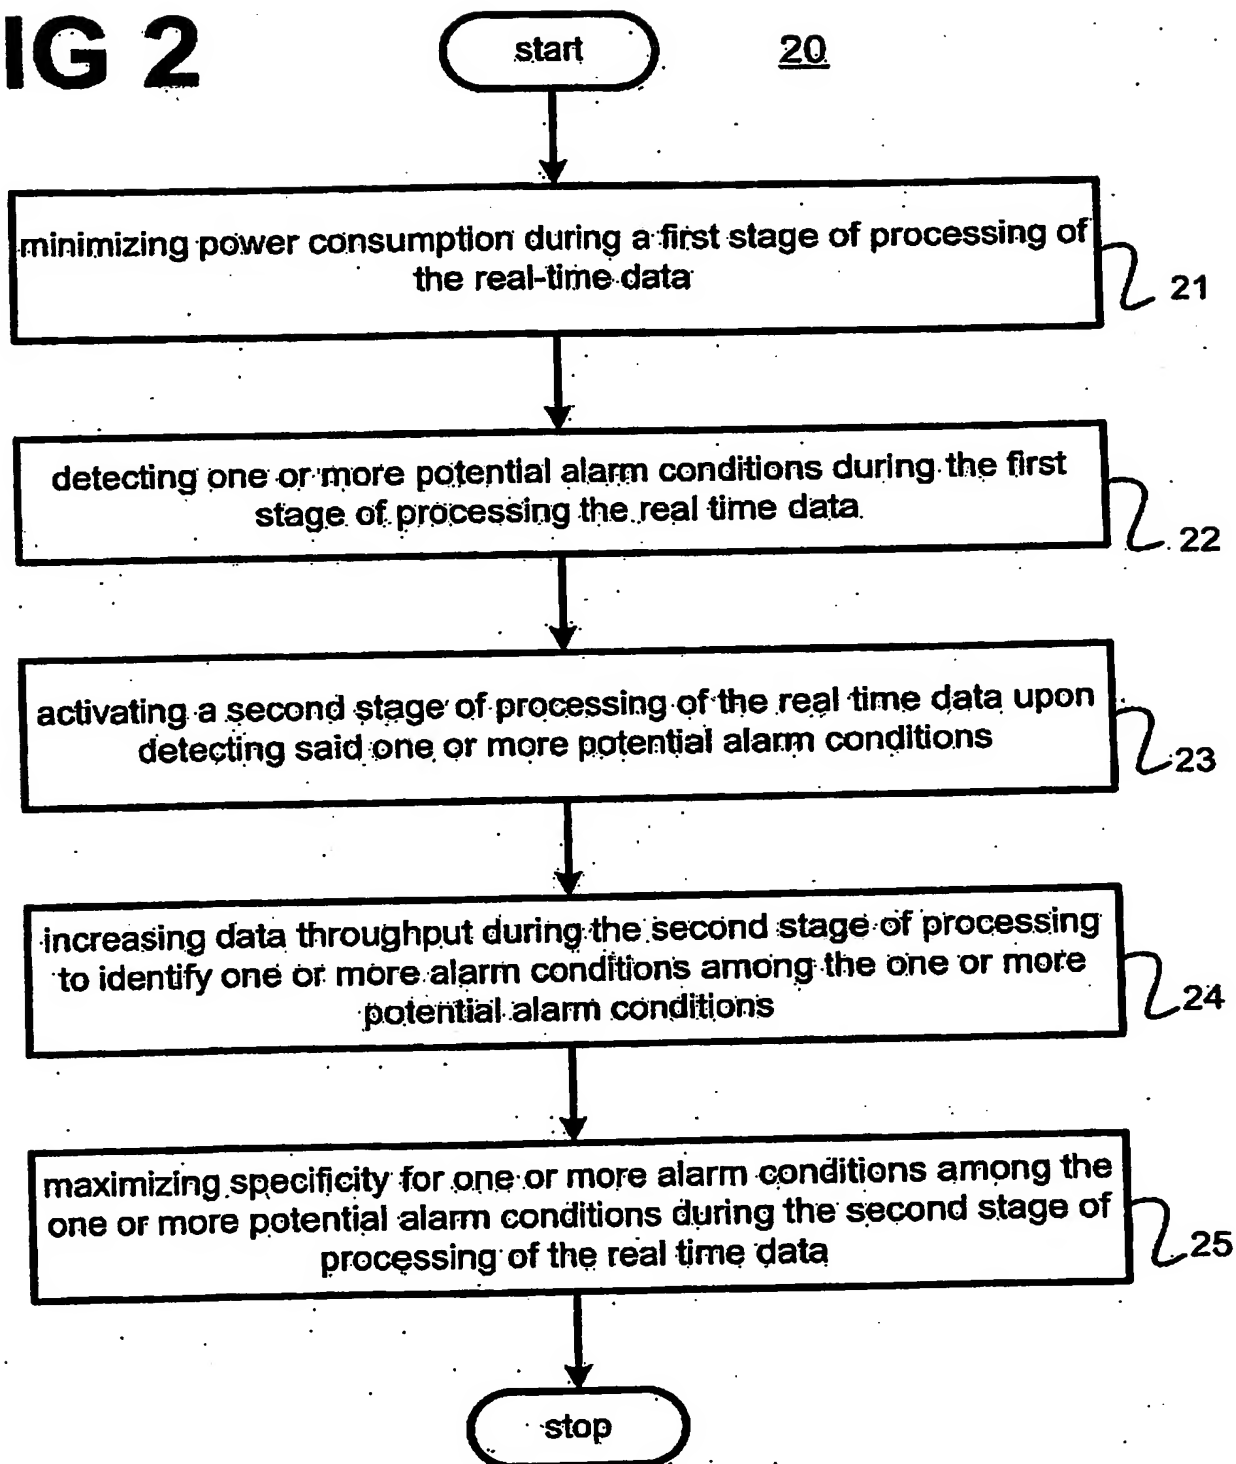 IG 2
start
20
minimizing power consumption during a first stage of processing of
the real-time data
21
detecting one or more potential alarm conditions during the first
stage of processing the real time data
22
activating a second stage of processing of the real time data upon
detecting said one or more potential alarm conditions
23
increasing data throughput during the second stage of processing
to identify one or more alarm conditions among the one or more
potential alarm conditions
24
maximizing specificity for one or more alarm conditions among the
one or more potential alarm conditions during the second stage of
processing of the real time data
25
stop